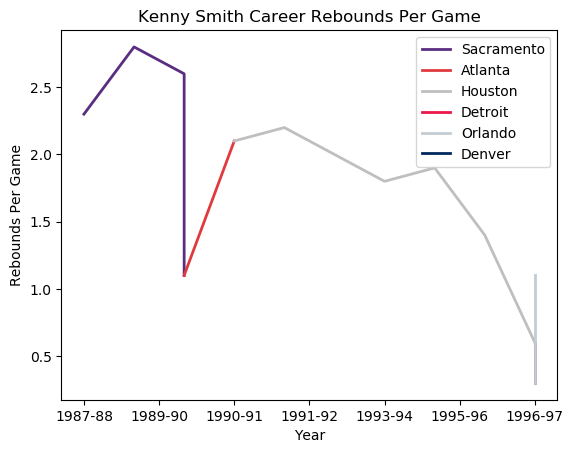 Kenny Smith Career Rebounds Per Game
Sacramento
Atlanta
Houston
Detroit
Orlando
Denver
2.5
2.0
1.5
1.0
0.5
Rebounds Per Game
1987-88 1989-90 1990-91 1991-92 1993-94 1995-96 1996-97
Year